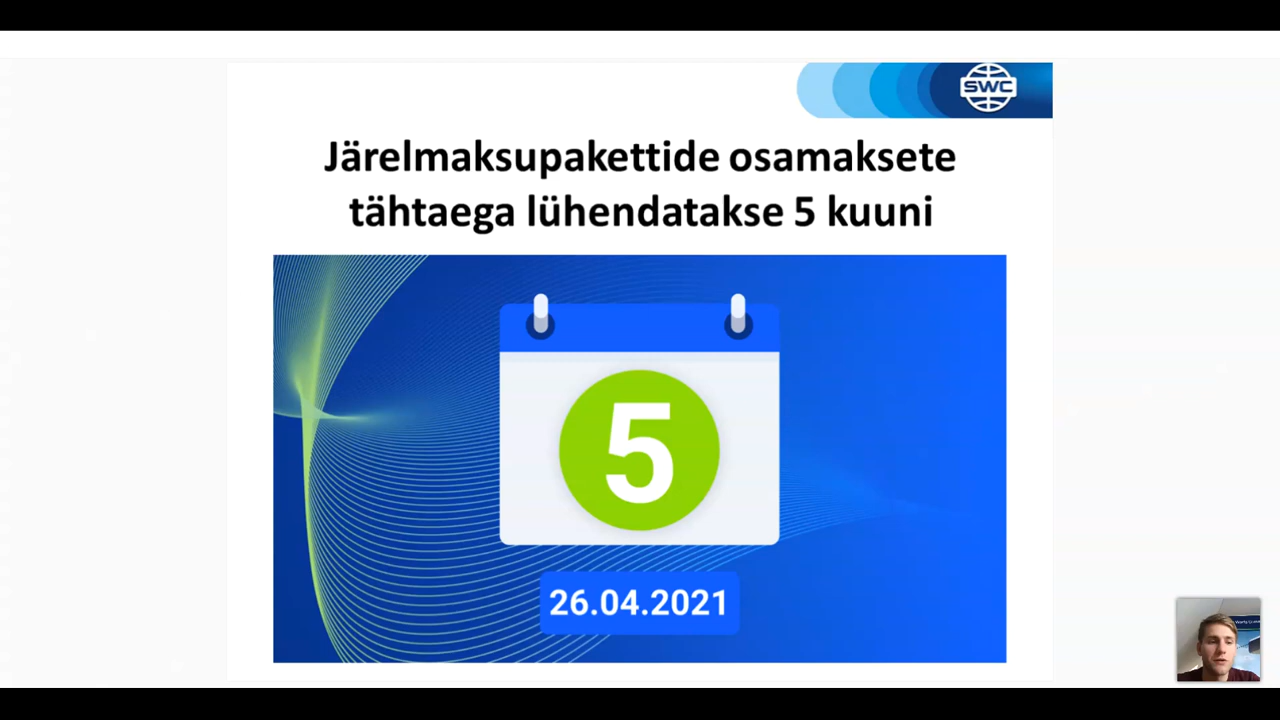 SWC
Järelmaksupakettide osamaksete
tähtaega lühendatakse 5 kuuni
5
26.04.2021